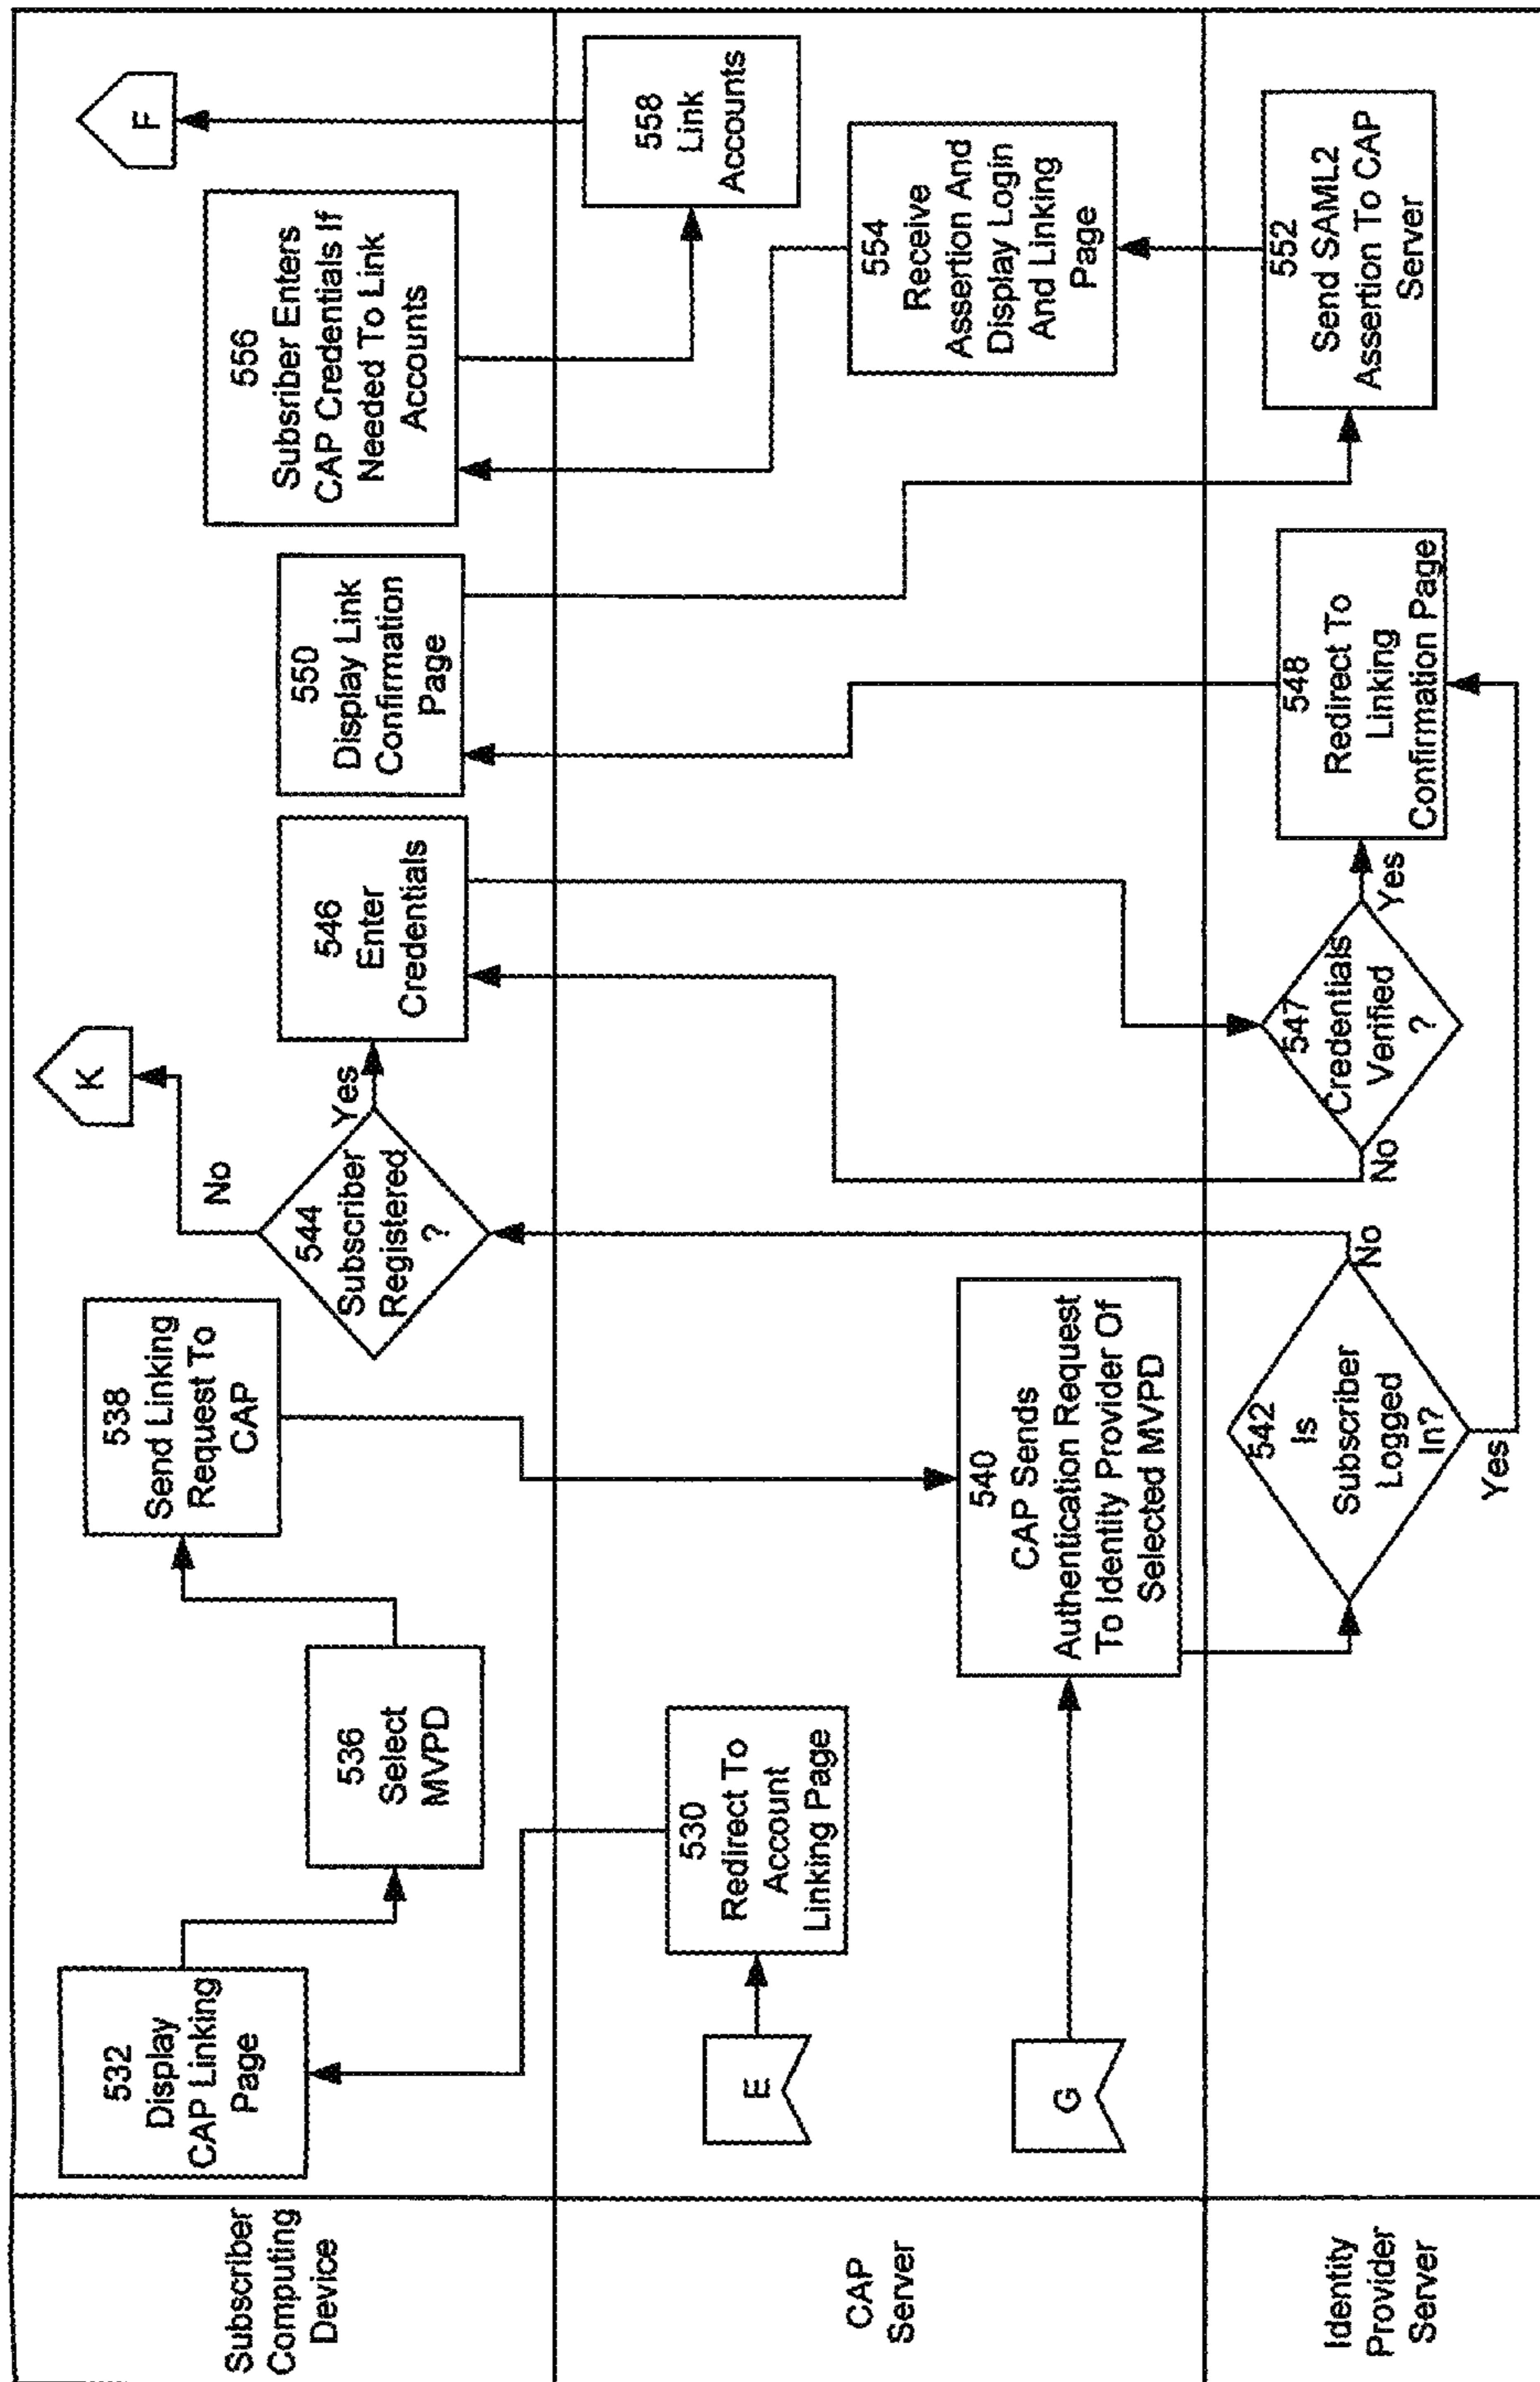 Subscriber
Computing
Device
532
Display
CAP Linking
Page
536
Select
MVPD
538
Send Linking
Request To
CAP
544
Subscriber
Registered
?
No
Yes
K
546
Enter
Credentials
550
Display Link
Confirmation
Page
556
Subsriber Enters
CAP Credentials If
Needed To Link
Accounts
F
CAP
Server
E
530
Redirect To
Account
Linking Page
G
540
CAP Sends
Authentication Request
To Identity Provider Of
Selected MVPD
554
Receive
Assertion And
Display Login
And Linking
Page
558
Link
Accounts
Identity
Provider
Server
542
Is
Subscriber
Logged
In?
No
Yes
547
Credentials
Verified
?
No
Yes
548
Redirect To
Linking
Confirmation Page
552
Send SAML2
Assertion To CAP
Server